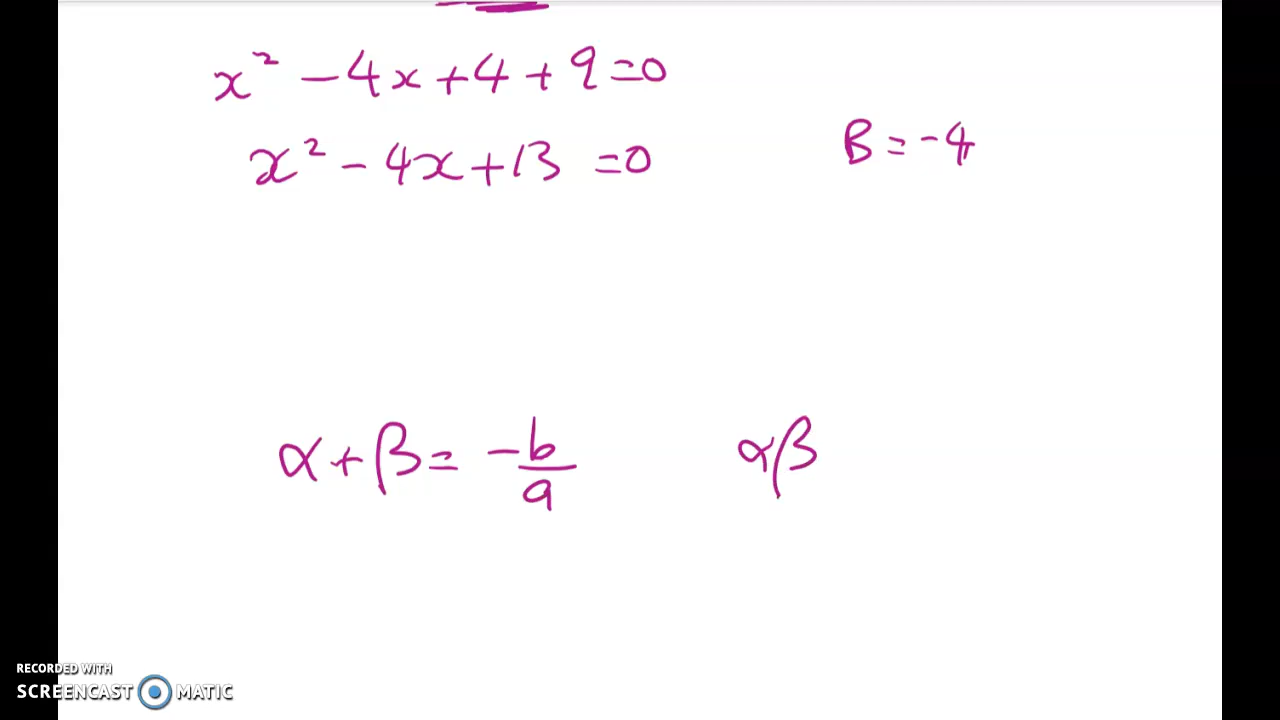 x² - 4x + 4 + 9 = 0
x² - 4x + 13 = 0
B = -4
α + β = -b/a
αβ
RECORDED WITH
SCREENCAST MATIC